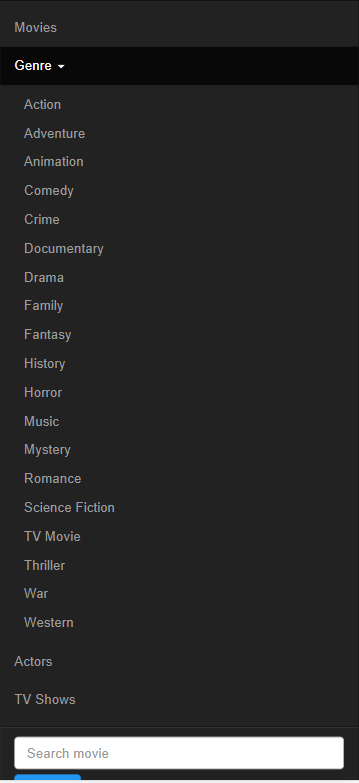 Movies
Genre
Action
Adventure
Animation
Comedy
Crime
Documentary
Drama
Family
Fantasy
History
Horror
Music
Mystery
Romance
Science Fiction
TV Movie
Thriller
War
Western
Actors
TV Shows
Search movie